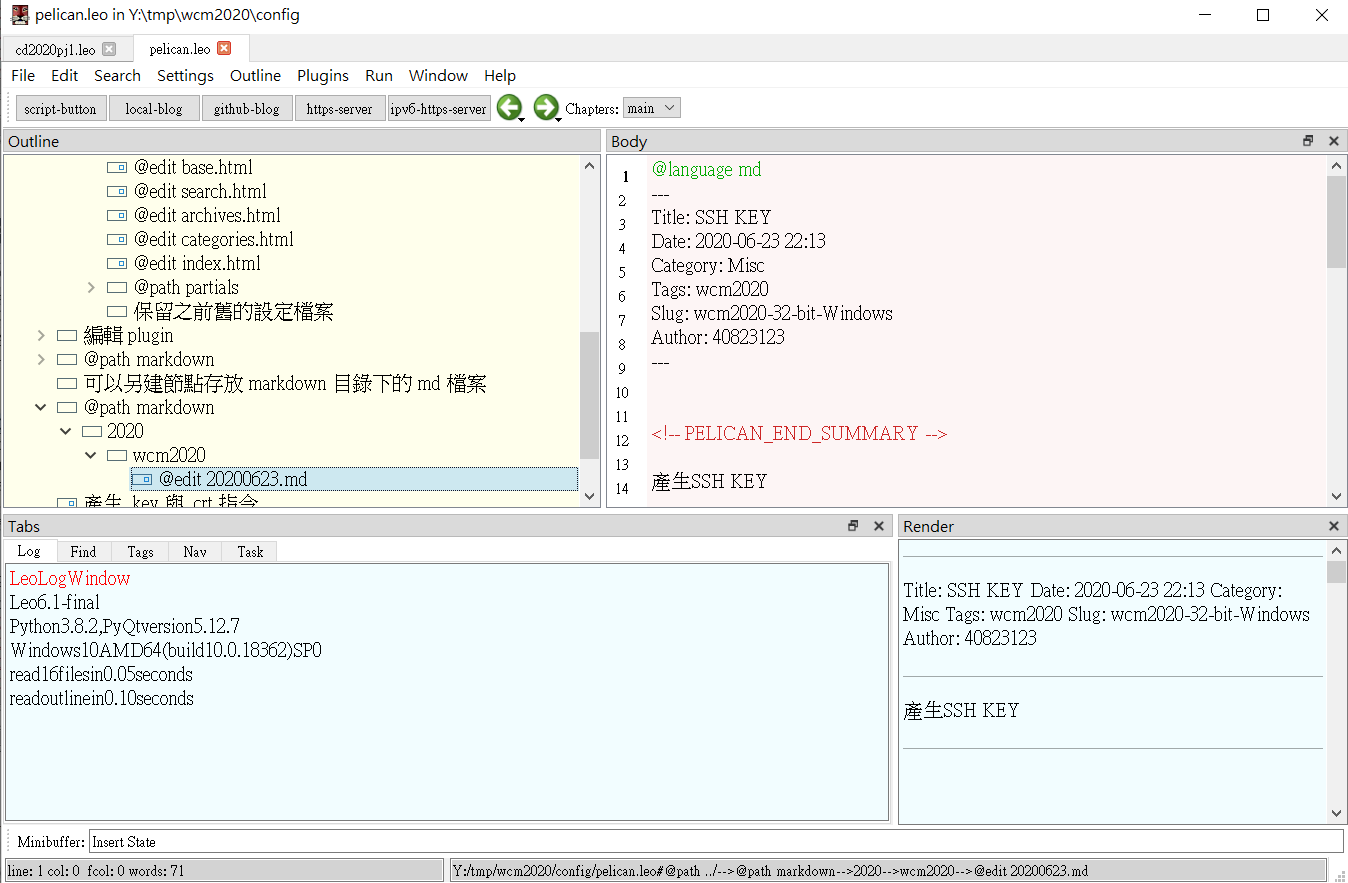 pelican.leo in Y:\tmp\wcm2020\config
cd2020pj1.leo pelican.leo
File Edit Search Settings Outline Plugins Run Window Help
script-button local-blog github-blog https-server ipv6-https-server Chapters: main
Outline
@edit base.html
@edit search.html
@edit archives.html
@edit categories.html
@edit index.html
@path partials
保留之前舊的設定檔案
編輯 plugin
@path markdown
可以另建節點存放 markdown 目錄下的 md 檔案
@path markdown
2020
wcm2020
@edit 20200623.md
產生 .key 與 .crt 指令
Body
1 @language md
2 ---
3 Title: SSH KEY
4 Date: 2020-06-23 22:13
5 Category: Misc
6 Tags: wcm2020
7 Slug: wcm2020-32-bit-Windows
8 Author: 40823123
9 ---
10
11
12 <!-- PELICAN_END_SUMMARY -->
13
14 產生SSH KEY
Tabs
Log Find Tags Nav Task
LeoLogWindow
Leo6.1-final
Python3.8.2,PyQtversion5.12.7
Windows10AMD64(build10.0.18362)SP0
read16filesin0.05seconds
readoutlinein0.10seconds
Render
Title: SSH KEY Date: 2020-06-23 22:13 Category:
Misc Tags: wcm2020 Slug: wcm2020-32-bit-Windows
Author: 40823123
產生SSH KEY
Minibuffer: Insert State
line: 1 col: 0 fcol: 0 words: 71
Y:/tmp/wcm2020/config/pelican.leo#@path ../-->@path markdown-->2020-->wcm2020-->@edit 20200623.md